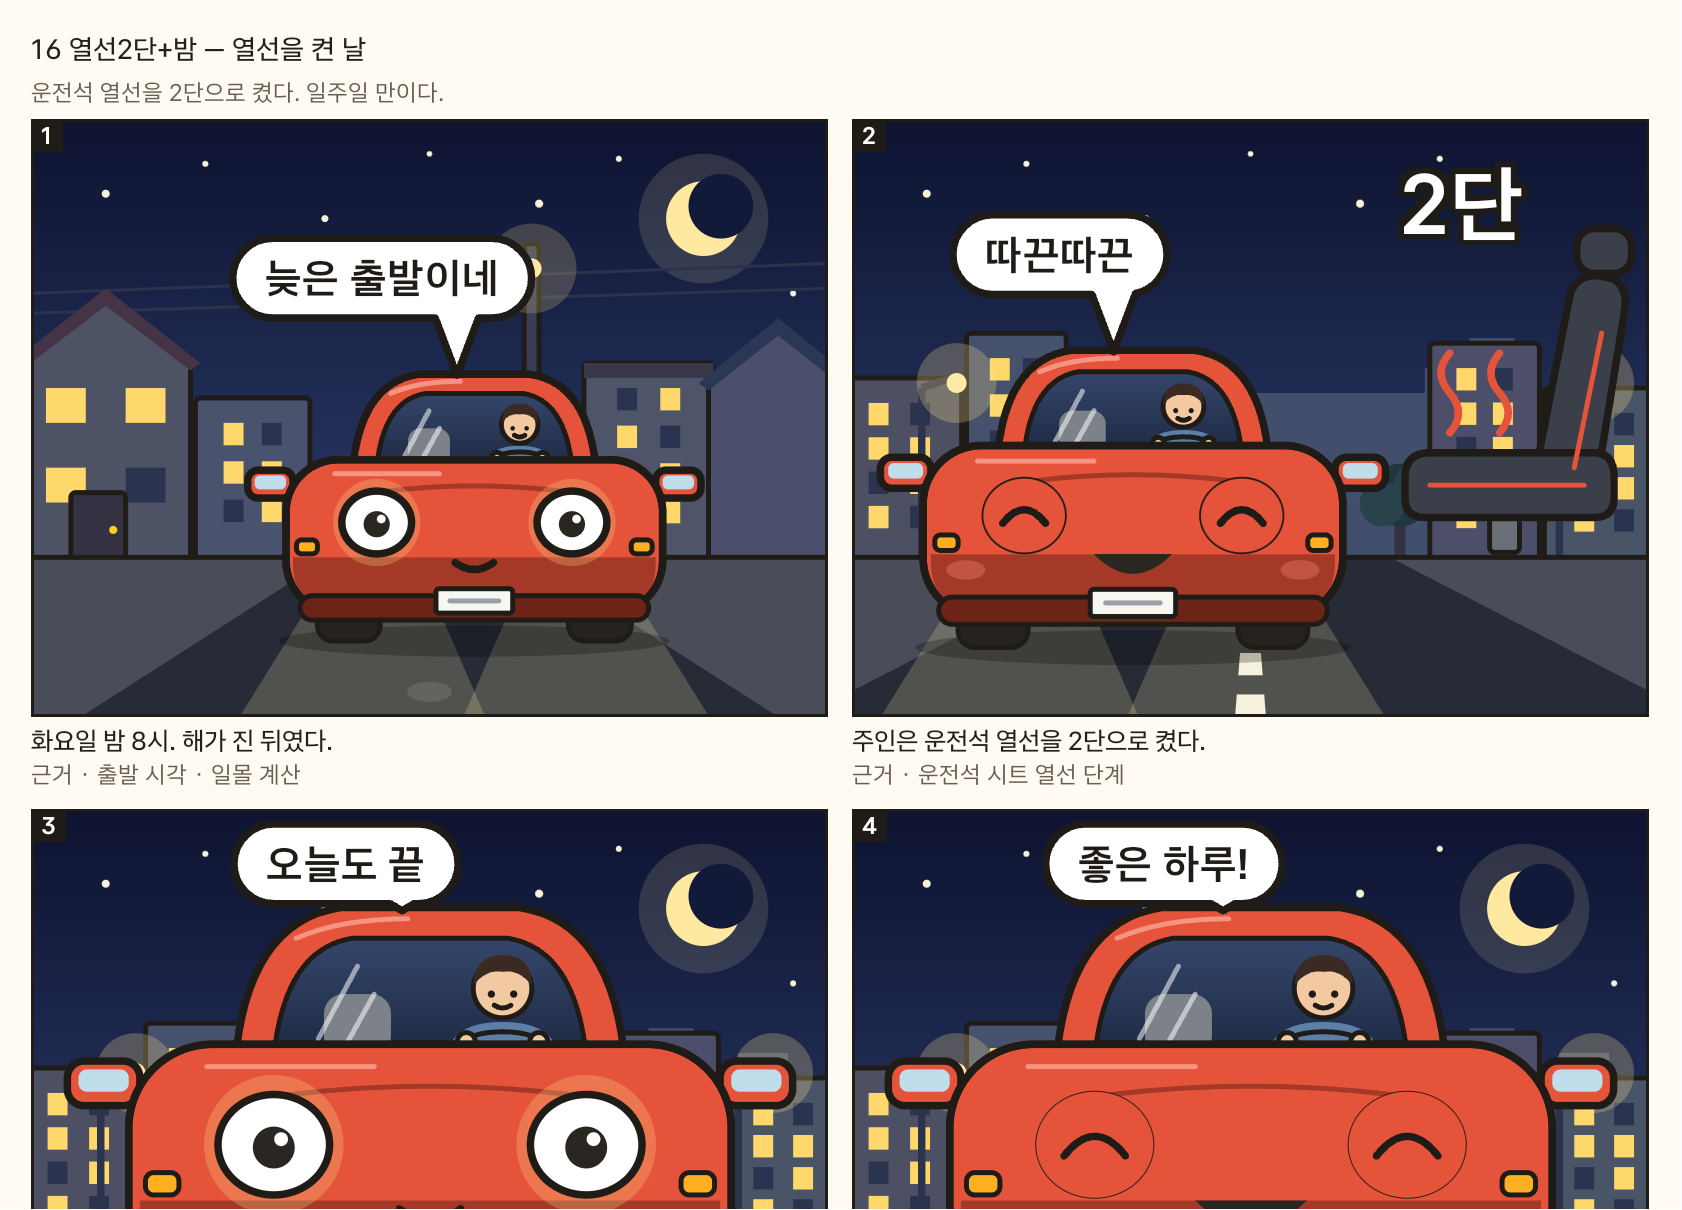 16 열선2단+밤 — 열선을 켠 날
운전석 열선을 2단으로 켰다. 일주일 만이다.
1
늦은 출발이네
화요일 밤 8시. 해가 진 뒤였다.
근거 · 출발 시각 · 일몰 계산
2
2단
따끈따끈
주인은 운전석 열선을 2단으로 켰다.
근거 · 운전석 시트 열선 단계
3
오늘도 끝
4
좋은 하루!